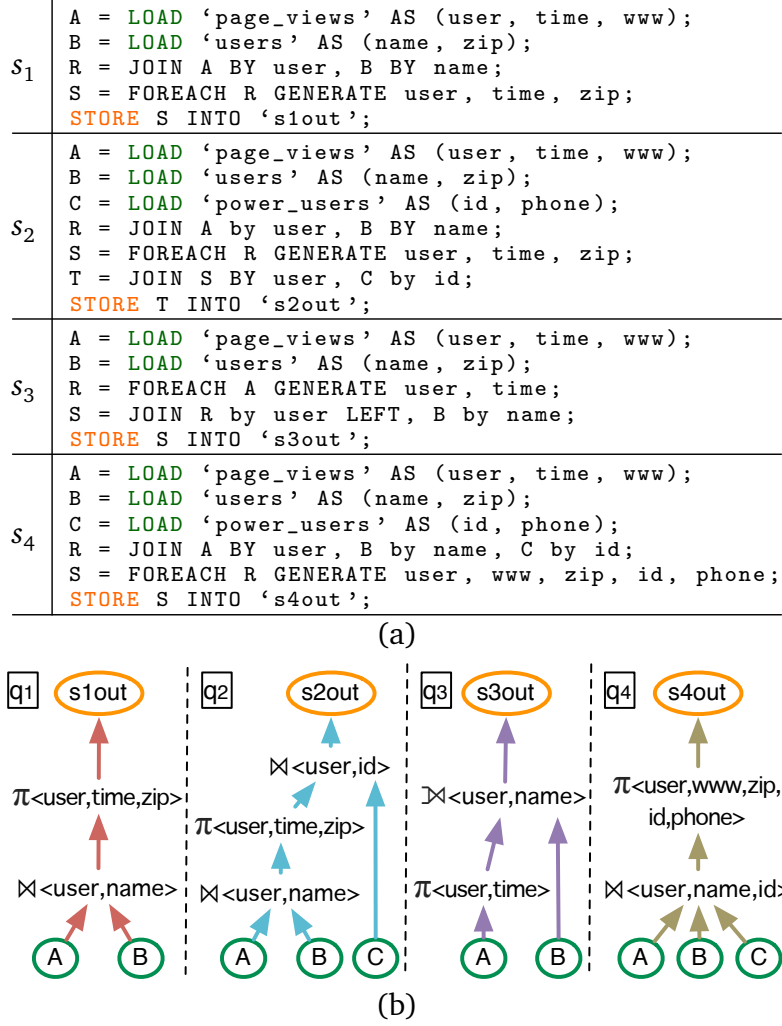 s1
A = LOAD ‘page_views’ AS (user, time, www);
B = LOAD ‘users’ AS (name, zip);
R = JOIN A BY user, B BY name;
S = FOREACH R GENERATE user, time, zip;
STORE S INTO ‘s1out’;
s2
A = LOAD ‘page_views’ AS (user, time, www);
B = LOAD ‘users’ AS (name, zip);
C = LOAD ‘power_users’ AS (id, phone);
R = JOIN A by user, B BY name;
S = FOREACH R GENERATE user, time, zip;
T = JOIN S BY user, C by id;
STORE T INTO ‘s2out’;
s3
A = LOAD ‘page_views’ AS (user, time, www);
B = LOAD ‘users’ AS (name, zip);
R = FOREACH A GENERATE user, time;
S = JOIN R by user LEFT, B by name;
STORE S INTO ‘s3out’;
s4
A = LOAD ‘page_views’ AS (user, time, www);
B = LOAD ‘users’ AS (name, zip);
C = LOAD ‘power_users’ AS (id, phone);
R = JOIN A BY user, B by name, C by id;
S = FOREACH R GENERATE user, www, zip, id, phone;
STORE S INTO ‘s4out’;
(a)
q1
s1out
π<user,time,zip>
⋈<user,name>
A B
q2
s2out
⋈<user,id>
π<user,time,zip>
⋈<user,name>
A B C
q3
s3out
⟕<user,name>
π<user,time>
A B
q4
s4out
π<user,www,zip,
id,phone>
⋈<user,name,id>
A B C
(b)